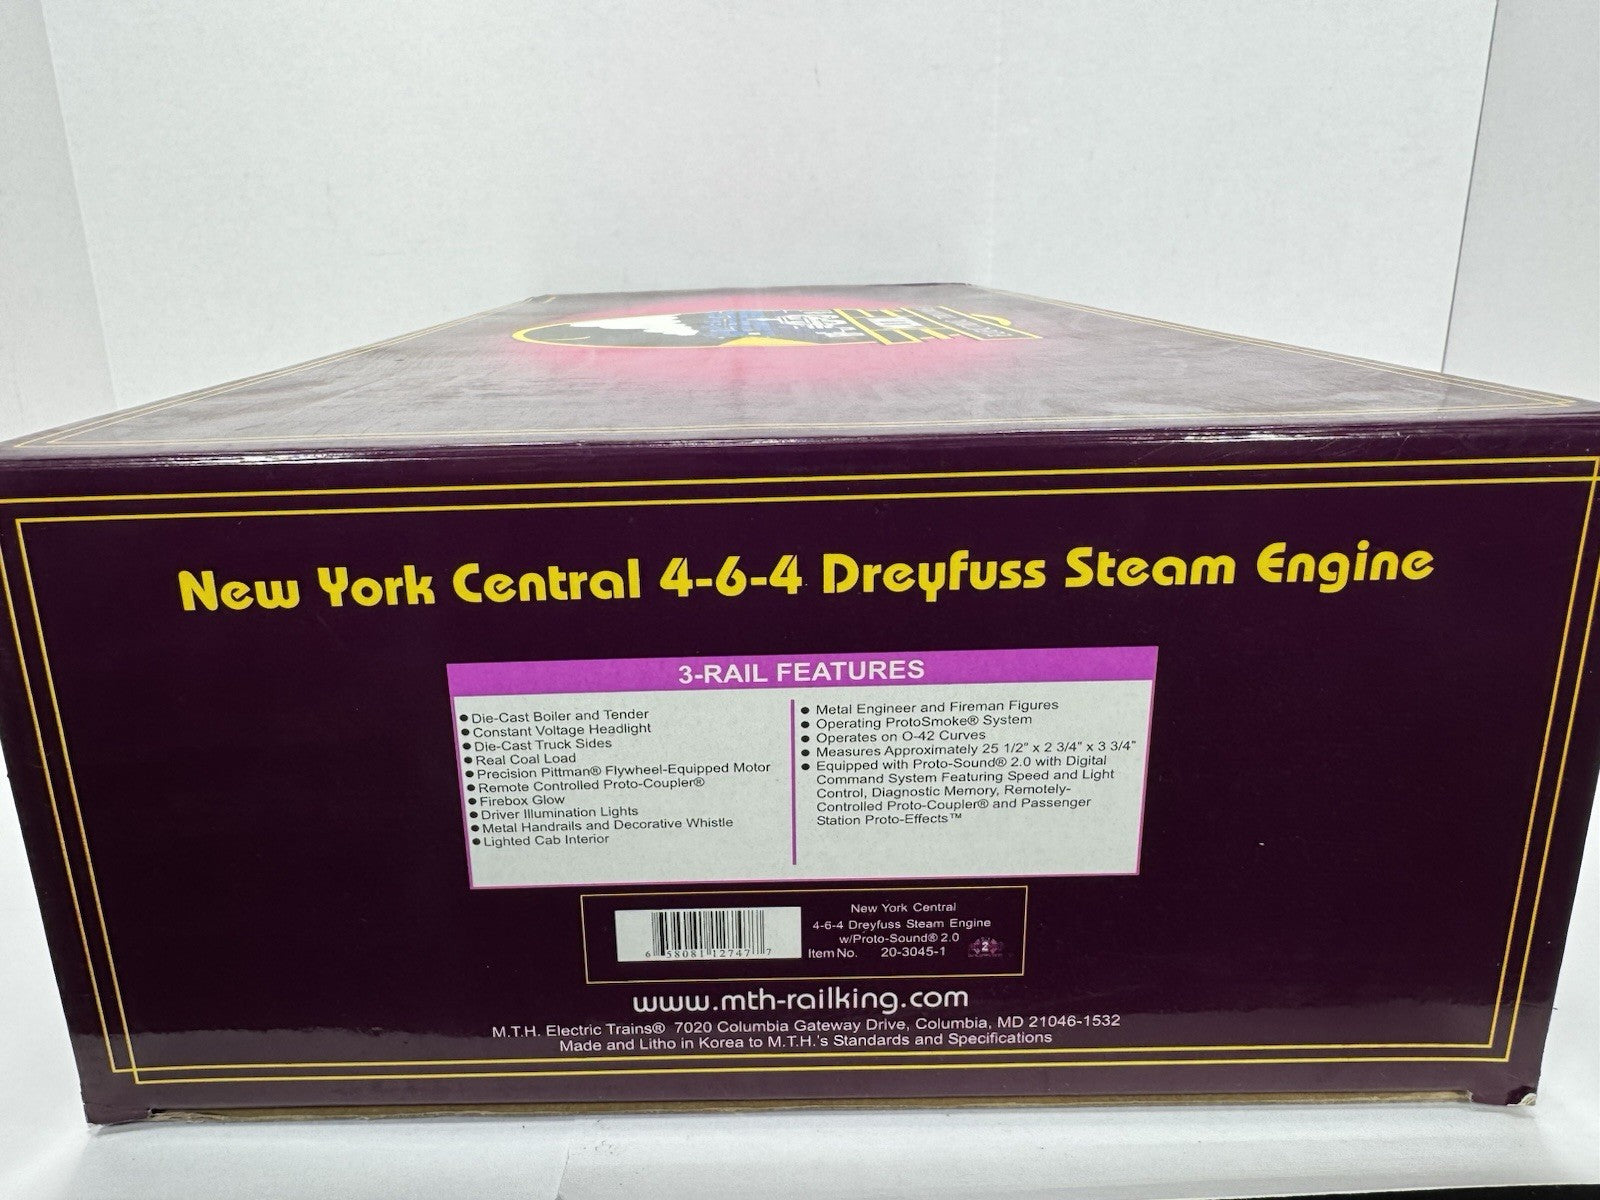 New York Central 4-6-4 Dreyfuss Steam Engine
3-RAIL FEATURES
● Die-Cast Boiler and Tender
● Constant Voltage Headlight
● Die-Cast Truck Sides
● Real Coal Load
● Precision Pittman® Flywheel-Equipped Motor
● Remote Controlled Proto-Coupler®
● Firebox Glow
● Driver Illumination Lights
● Metal Handrails and Decorative Whistle
● Lighted Cab Interior
● Metal Engineer and Fireman Figures
● Operating ProtoSmoke® System
● Operates on O-42 Curves
● Measures Approximately 25 1/2" x 2 3/4" x 3 3/4"
● Equipped with Proto-Sound® 2.0 with Digital
Command System Featuring Speed and Light
Control, Diagnostic Memory, Remotely-
Controlled Proto-Coupler® and Passenger
Station Proto-Effects™
6 58081 12747 7
New York Central
4-6-4 Dreyfuss Steam Engine
w/Proto-Sound® 2.0
Item No. 20-3045-1
2
www.mth-railking.com
M.T.H. Electric Trains® 7020 Columbia Gateway Drive, Columbia, MD 21046-1532
Made and Litho in Korea to M.T.H.'s Standards and Specifications